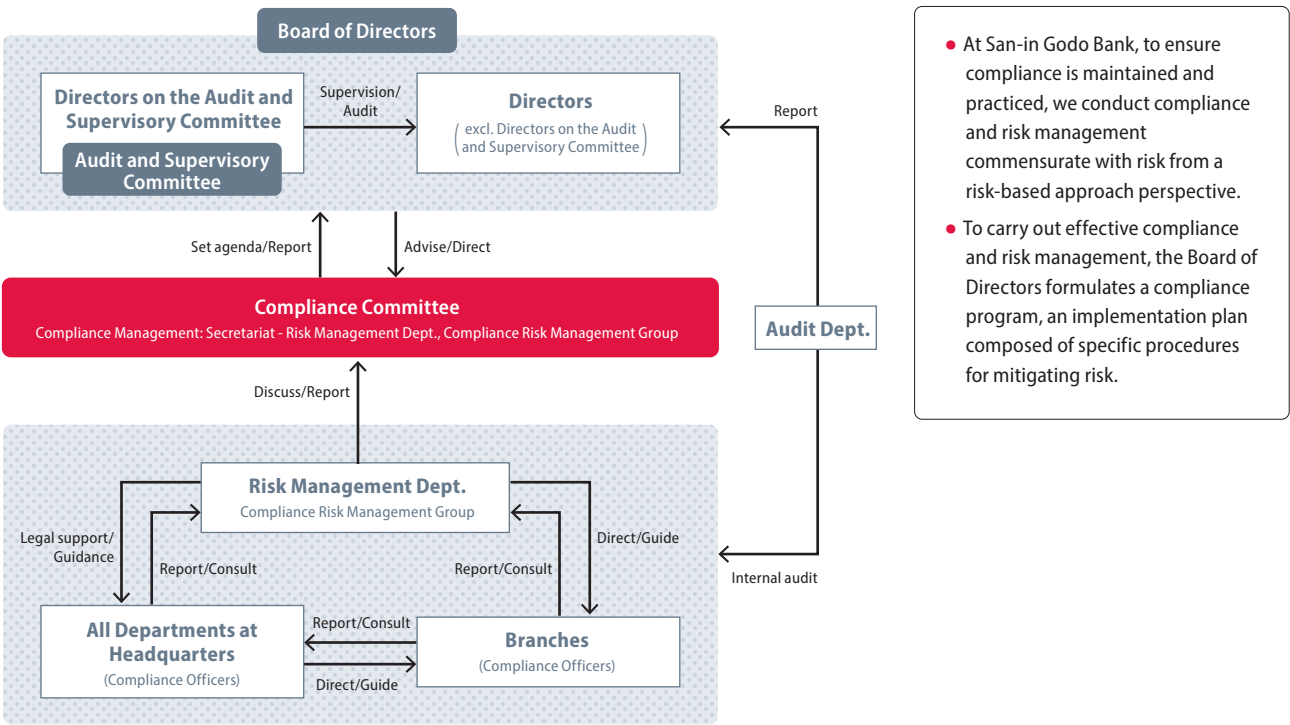 Board of Directors
Directors on the Audit and
Supervisory Committee
Audit and Supervisory
Committee
Supervision/
Audit
Directors
(excl. Directors on the Audit
and Supervisory Committee)
Report
Set agenda/Report
Advise/Direct
Compliance Committee
Compliance Management: Secretariat - Risk Management Dept., Compliance Risk Management Group
Audit Dept.
Discuss/Report
Risk Management Dept.
Compliance Risk Management Group
Legal support/
Guidance
Report/Consult
Report/Consult
Direct/Guide
Internal audit
All Departments at
Headquarters
(Compliance Officers)
Report/Consult
Direct/Guide
Branches
(Compliance Officers)
● At San-in Godo Bank, to ensure
compliance is maintained and
practiced, we conduct compliance
and risk management
commensurate with risk from a
risk-based approach perspective.
● To carry out effective compliance
and risk management, the Board of
Directors formulates a compliance
program, an implementation plan
composed of specific procedures
for mitigating risk.